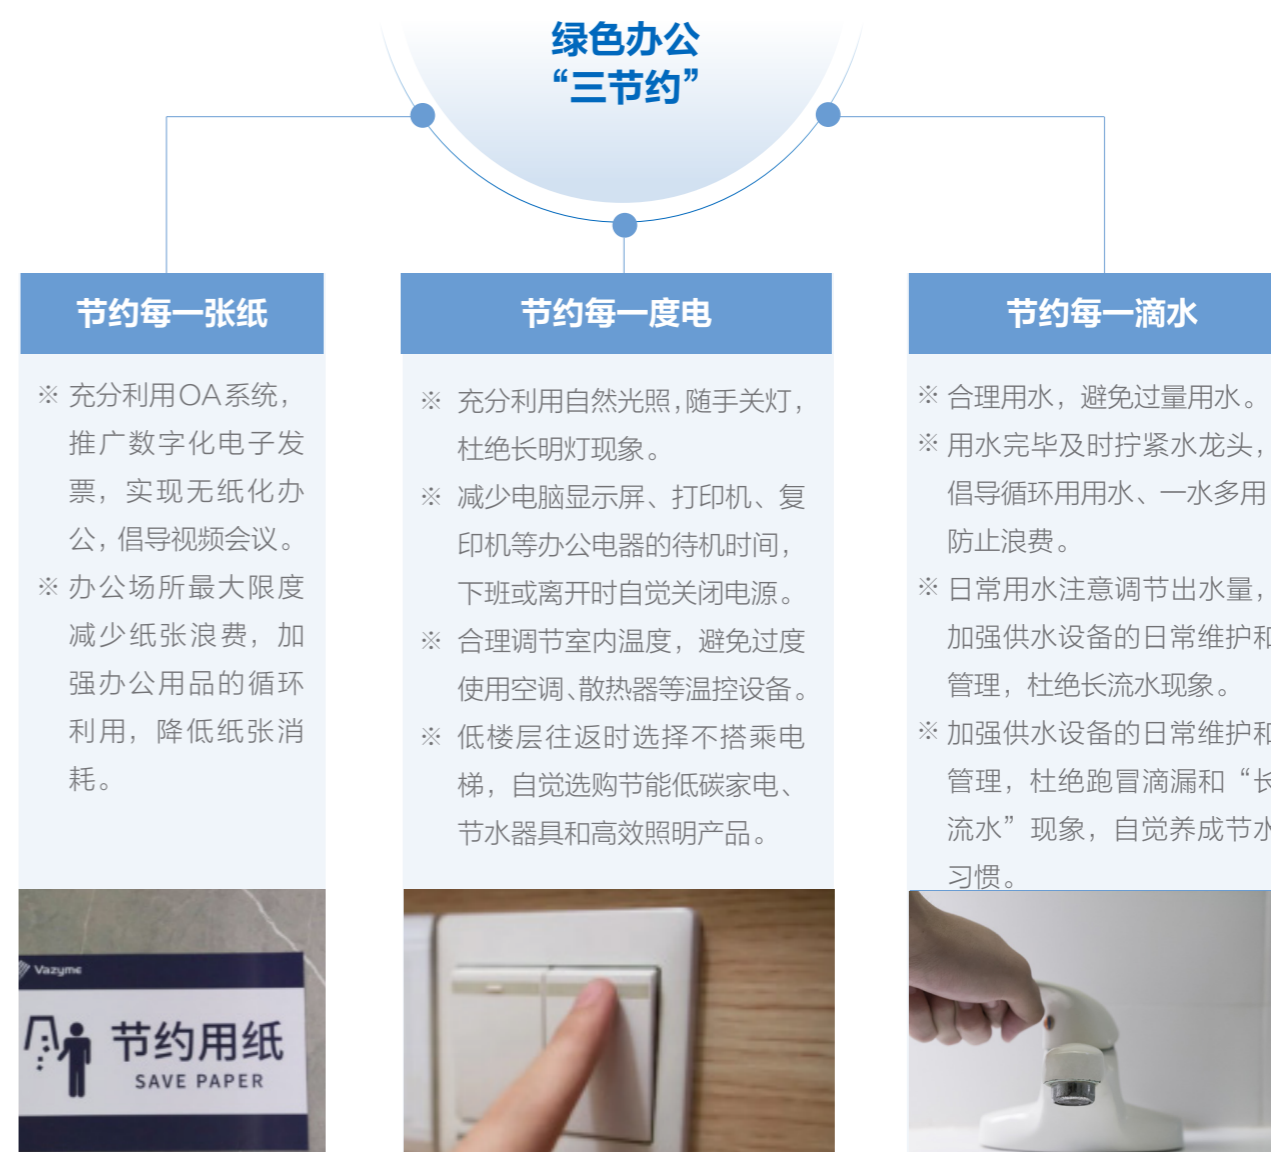 绿色办公
“三节约”
节约每一张纸
※ 充分利用OA系统，
推广数字化电子发
票，实现无纸化办
公，倡导视频会议。
※ 办公场所最大限度
减少纸张浪费，加
强办公用品的循环
利用，降低纸张消
耗。
Vazyme
节约用纸
SAVE PAPER
节约每一度电
※ 充分利用自然光照，随手关灯，
杜绝长明灯现象。
※ 减少电脑显示屏、打印机、复
印机等办公电器的待机时间，
下班或离开时自觉关闭电源。
※ 合理调节室内温度，避免过度
使用空调、散热器等温控设备。
※ 低楼层往返时选择不搭乘电
梯，自觉选购节能低碳家电、
节水器具和高效照明产品。
节约每一滴水
※ 合理用水，避免过量用水。
※ 用水完毕及时拧紧水龙头，
倡导循环用用水、一水多用
防止浪费。
※ 日常用水注意调节出水量，
加强供水设备的日常维护和
管理，杜绝长流水现象。
※ 加强供水设备的日常维护和
管理，杜绝跑冒滴漏和“长
流水”现象，自觉养成节水
习惯。